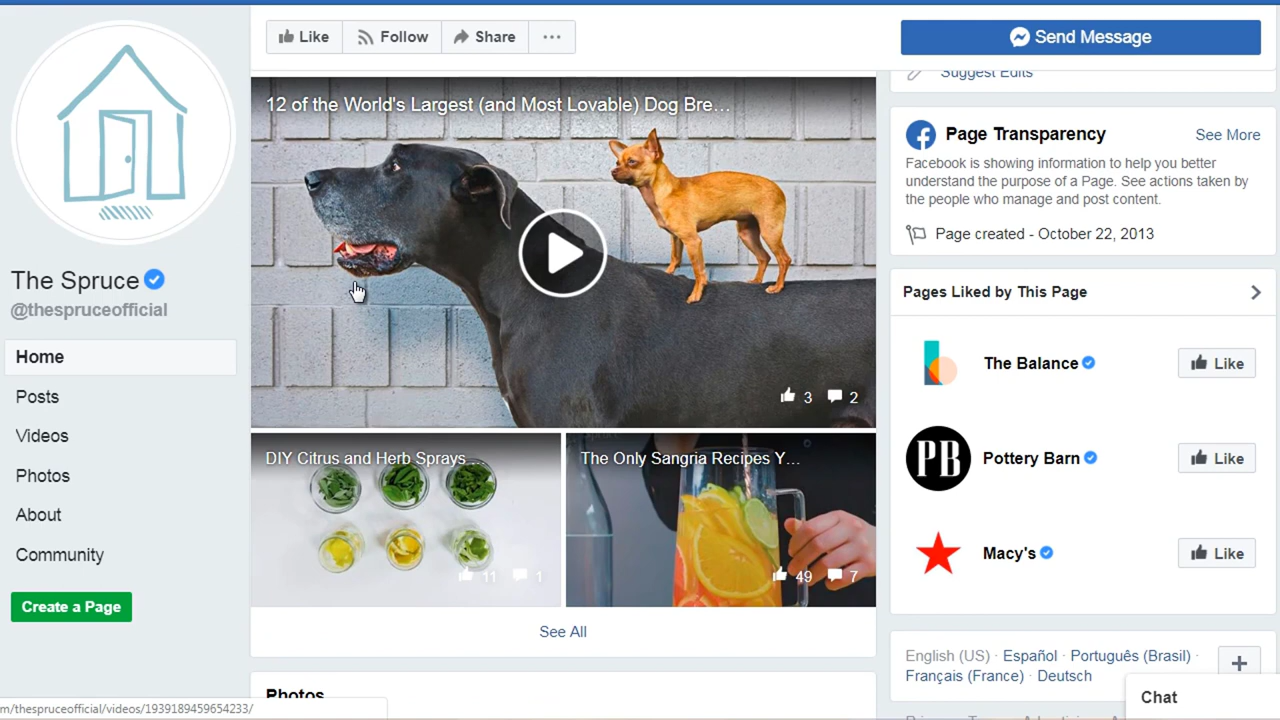 Like
Follow
Share
Send Message
The Spruce
@thespruceofficial
Home
Posts
Videos
Photos
About
Community
Create a Page
12 of the World's Largest (and Most Lovable) Dog Bre...
3
2
DIY Citrus and Herb Sprays ...
11
1
The Only Sangria Recipes Y...
49
7
See All
Photos
Suggest Edits
Page Transparency
See More
Facebook is showing information to help you better
understand the purpose of a Page. See actions taken by
the people who manage and post content.
Page created - October 22, 2013
Pages Liked by This Page
The Balance
Like
PB
Pottery Barn
Like
Macy's
Like
English (US) · Español · Português (Brasil) ·
Français (France) · Deutsch
Chat
m/thespruceofficial/videos/1939189459654233/